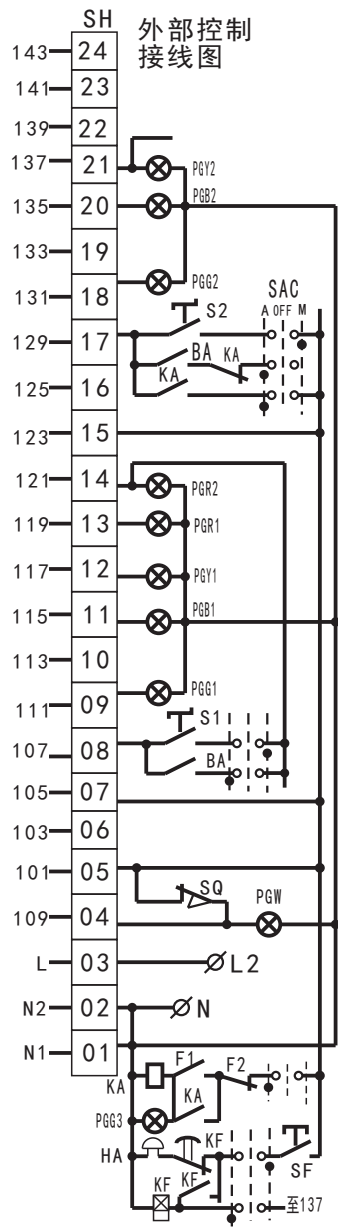 SH
外部控制
接线图
143 24
141 23
139 22
137 21 PGY2
135 20 PGB2
133 19
131 18 PGG2
SAC
A OFF M
129 17 S2
BA KA
125 16 KA
123 15
121 14 PGR2
119 13 PGR1
117 12 PGY1
115 11 PGB1
113 10
111 09 PGG1
107 08 S1
BA
105 07
103 06
101 05
SQ PGW
109 04
L 03 L2
N2 02 N
N1 01
KA F1 F2
KA
PGG3
HA KF SF
KF KF
至137